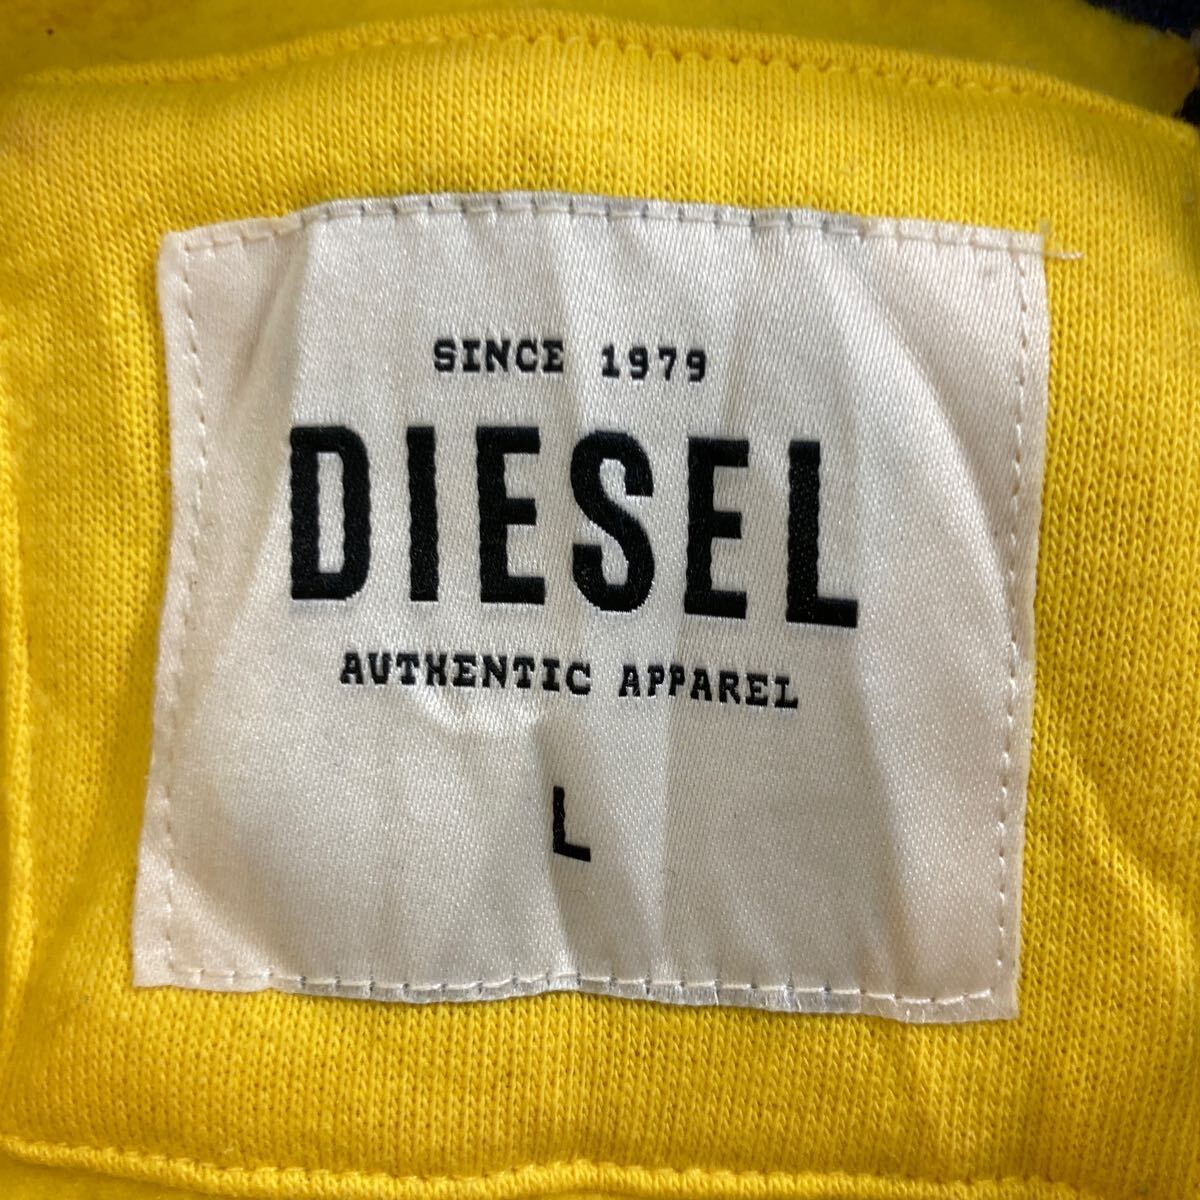 SINCE 1979
DIESEL
AUTHENTIC APPAREL
L